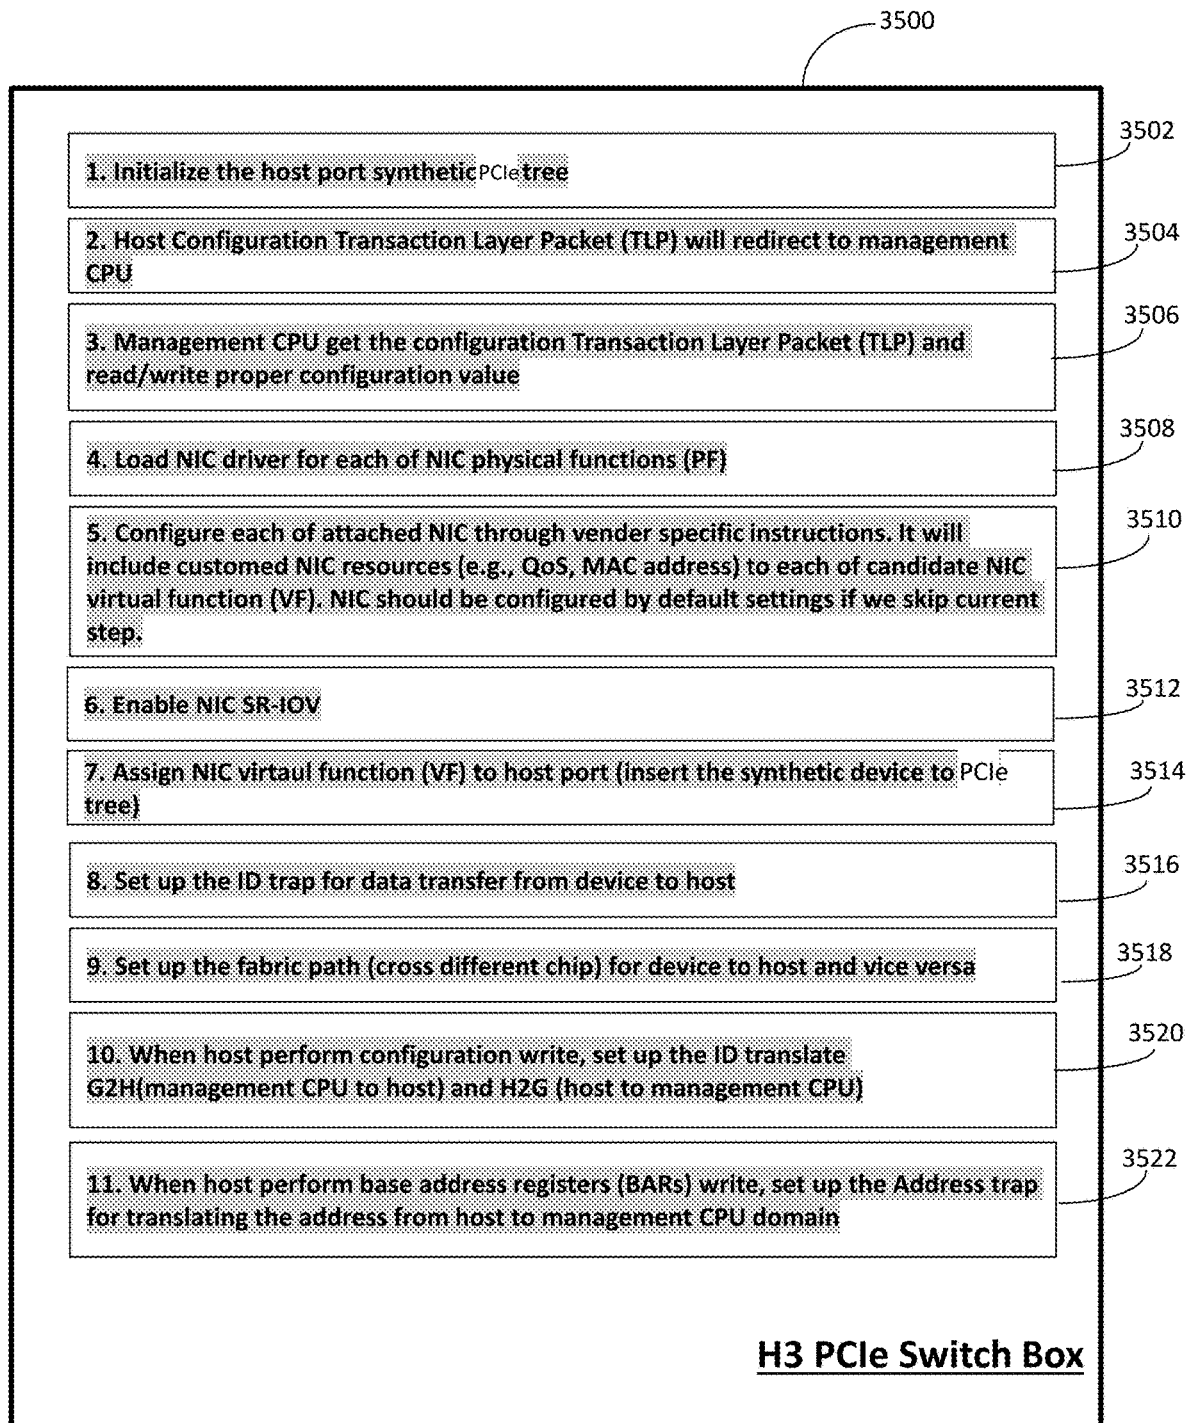 3500
3502
1. Initialize the host port synthetic PCIe tree
2. Host Configuration Transaction Layer Packet (TLP) will redirect to management
CPU
3504
3506
3. Management CPU get the configuration Transaction Layer Packet (TLP) and
read/write proper configuration value
3508
4. Load NIC driver for each of NIC physical functions (PF)
3510
5. Configure each of attached NIC through vender specific instructions. It will
include customed NIC resources (e.g., QoS, MAC address) to each of candidate NIC
virtual function (VF). NIC should be configured by default settings if we skip current
step.
3512
6. Enable NIC SR-IOV
7. Assign NIC virtaul function (VF) to host port (insert the synthetic device to PCIe
tree)
3514
3516
8. Set up the ID trap for data transfer from device to host
3518
9. Set up the fabric path (cross different chip) for device to host and vice versa
3520
10. When host perform configuration write, set up the ID translate
G2H(management CPU to host) and H2G (host to management CPU)
3522
11. When host perform base address registers (BARs) write, set up the Address trap
for translating the address from host to management CPU domain
H3 PCIe Switch Box